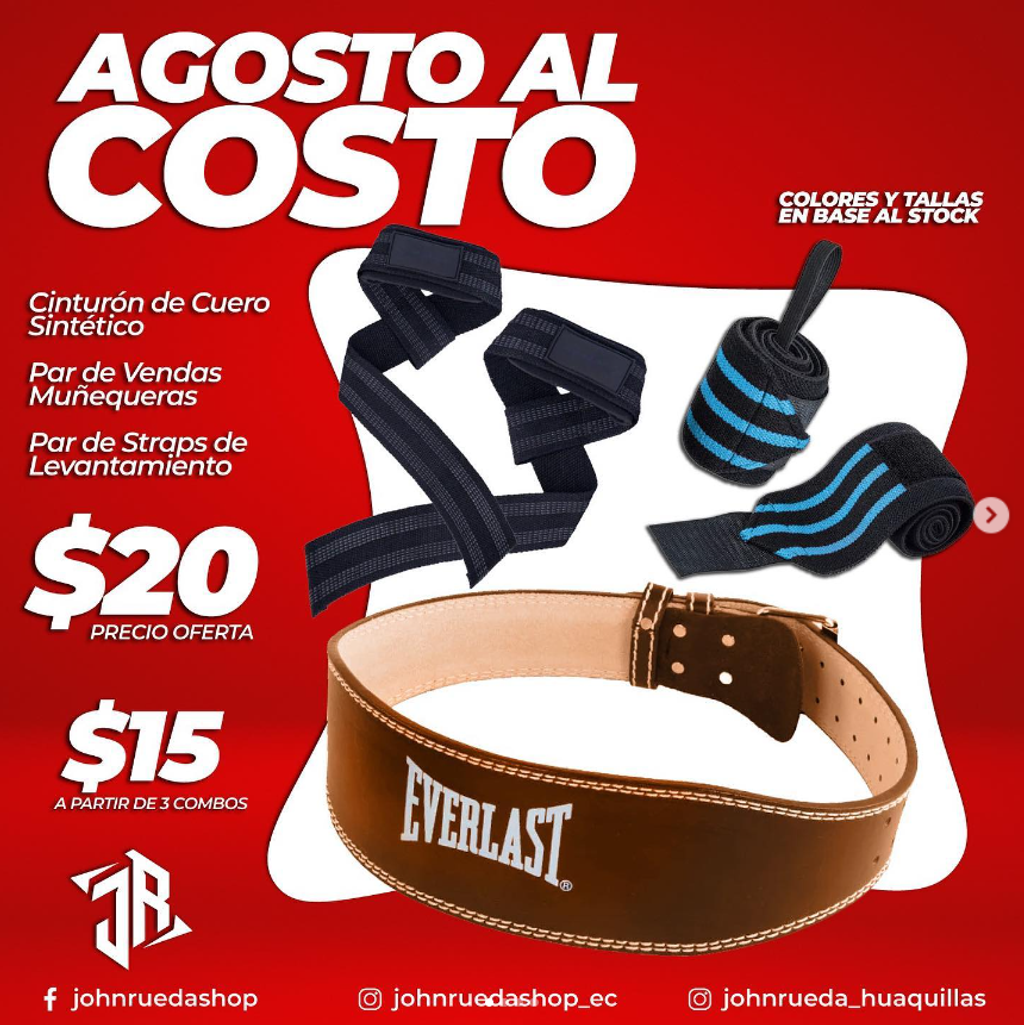 AGOSTO AL
COSTO
COLORES Y TALLAS
EN BASE AL STOCK
Cinturón de Cuero
Sintético
Par de Vendas
Muñequeras
Par de Straps de
Levantamiento
$20
PRECIO OFERTA
$15
A PARTIR DE 3 COMBOS
EVERLAST®
JR
johnruedashop
johnruedashop_ec
johnrueda_huaquillas